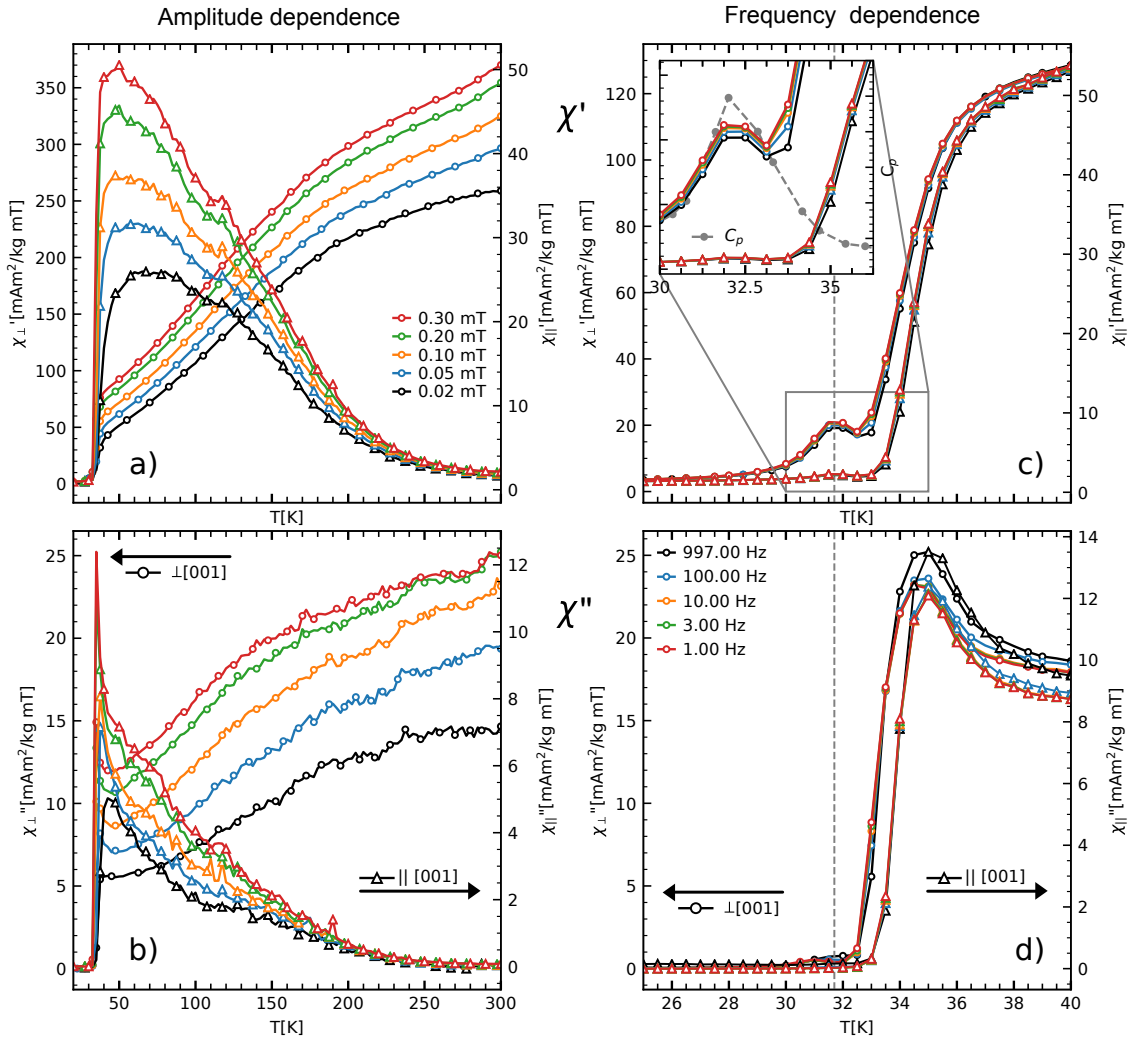 Amplitude dependence
Frequency dependence
χ⊥'[mAm²/kg mT]
350
300
250
200
150
100
50
0
0.30 mT
0.20 mT
0.10 mT
0.05 mT
0.02 mT
a)
T[K]
50
40
30
20
10
0
χ||'[mAm²/kg mT]
χ'
χ⊥'[mAm²/kg mT]
120
100
80
60
40
20
0
Cp
Cp
30
32.5
35
c)
T[K]
50
40
30
20
10
0
χ||'[mAm²/kg mT]
χ⊥"[mAm²/kg mT]
25
20
15
10
5
0
⊥[001]
|| [001]
b)
50 100 150 200 250 300
T[K]
12
10
8
6
4
2
0
χ||"[mAm²/kg mT]
χ"
χ⊥"[mAm²/kg mT]
25
20
15
10
5
0
997.00 Hz
100.00 Hz
10.00 Hz
3.00 Hz
1.00 Hz
⊥[001]
|| [001]
d)
26 28 30 32 34 36 38 40
T[K]
14
12
10
8
6
4
2
0
χ||"[mAm²/kg mT]